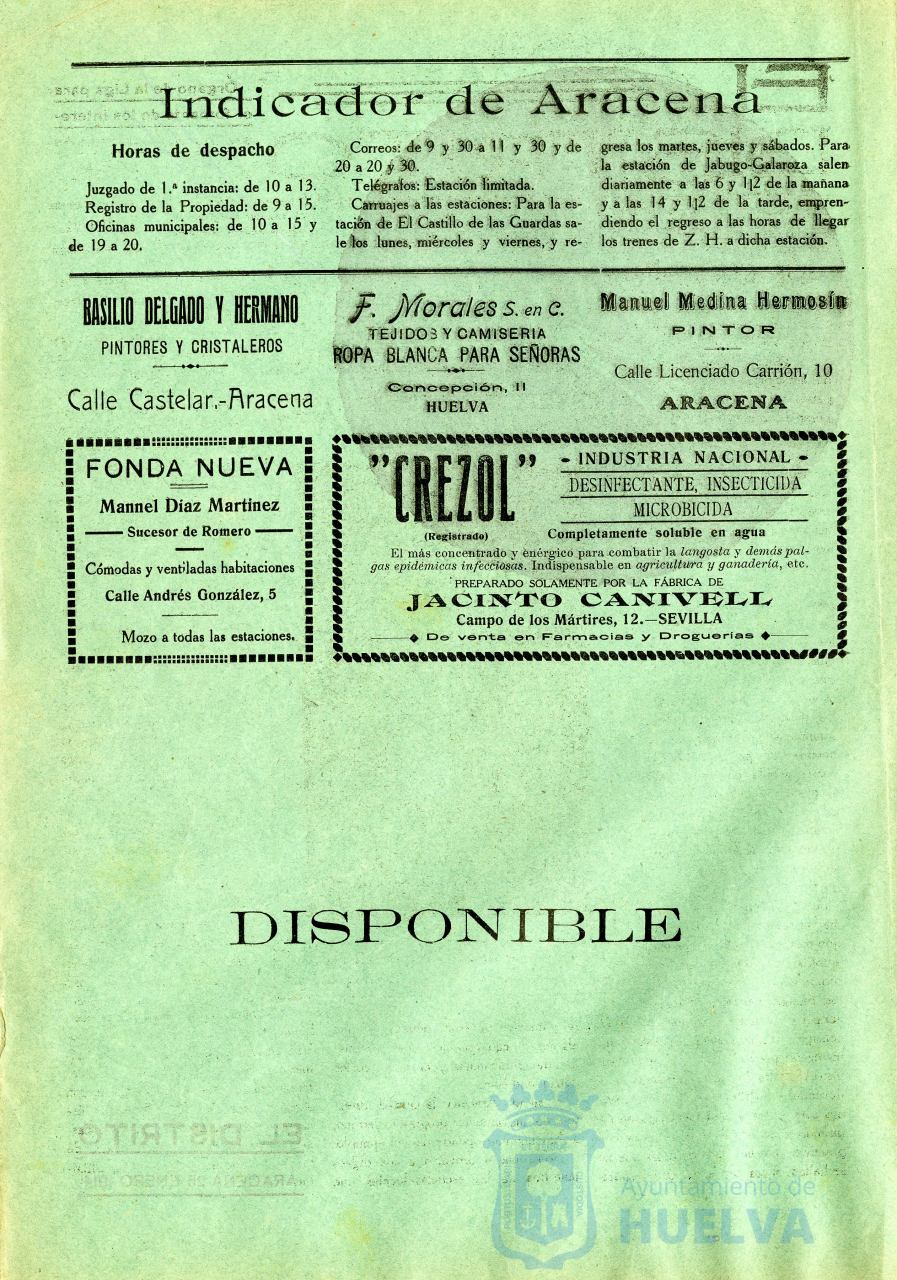 Indicador de Aracena
Horas de despacho
Juzgado de 1.ª instancia: de 10 a 13.
Registro de la Propiedad: de 9 a 15.
Oficinas municipales: de 10 a 15 y
de 19 a 20.
Correos: de 9 y 30 a 11 y 30 y de
20 a 20 y 30.
Telégrafos: Estación limitada.
Carruajes a las estaciones: Para la es-
tación de El Castillo de las Guardas sa-
le los lunes, miércoles y viernes, y re-
gresa los martes, jueves y sábados. Para
la estación de Jabugo-Galaroza salen
diariamente a las 6 y 1|2 de la mañana
y a las 14 y 1|2 de la tarde, empren-
diendo el regreso a las horas de llegar
los trenes de Z. H. a dicha estación.
BASILIO DELGADO Y HERMANO
PINTORES Y CRISTALEROS
Calle Castelar.-Aracena
F. Morales S. en C.
TEJIDOS Y CAMISERIA
ROPA BLANCA PARA SEÑORAS
Concepción, 11
HUELVA
Manuel Medina Hermosín
PINTOR
Calle Licenciado Carrión, 10
ARACENA
FONDA NUEVA
Mannel Díaz Martinez
Sucesor de Romero
Cómodas y ventiladas habitaciones
Calle Andrés González, 5
Mozo a todas las estaciones.
"CREZOL"
(Registrado)
- INDUSTRIA NACIONAL -
DESINFECTANTE, INSECTICIDA
MICROBICIDA
Completamente soluble en agua
El más concentrado y enérgico para combatir la langosta y demás pal-
gas epidémicas infecciosas. Indispensable en agricultura y ganadería, etc.
PREPARADO SOLAMENTE POR LA FÁBRICA DE
JACINTO CANIVELL
Campo de los Mártires, 12.—SEVILLA
De venta en Farmacias y Droguerías
DISPONIBLE
EL DISTRITO
Ayuntamiento de
HUELVA